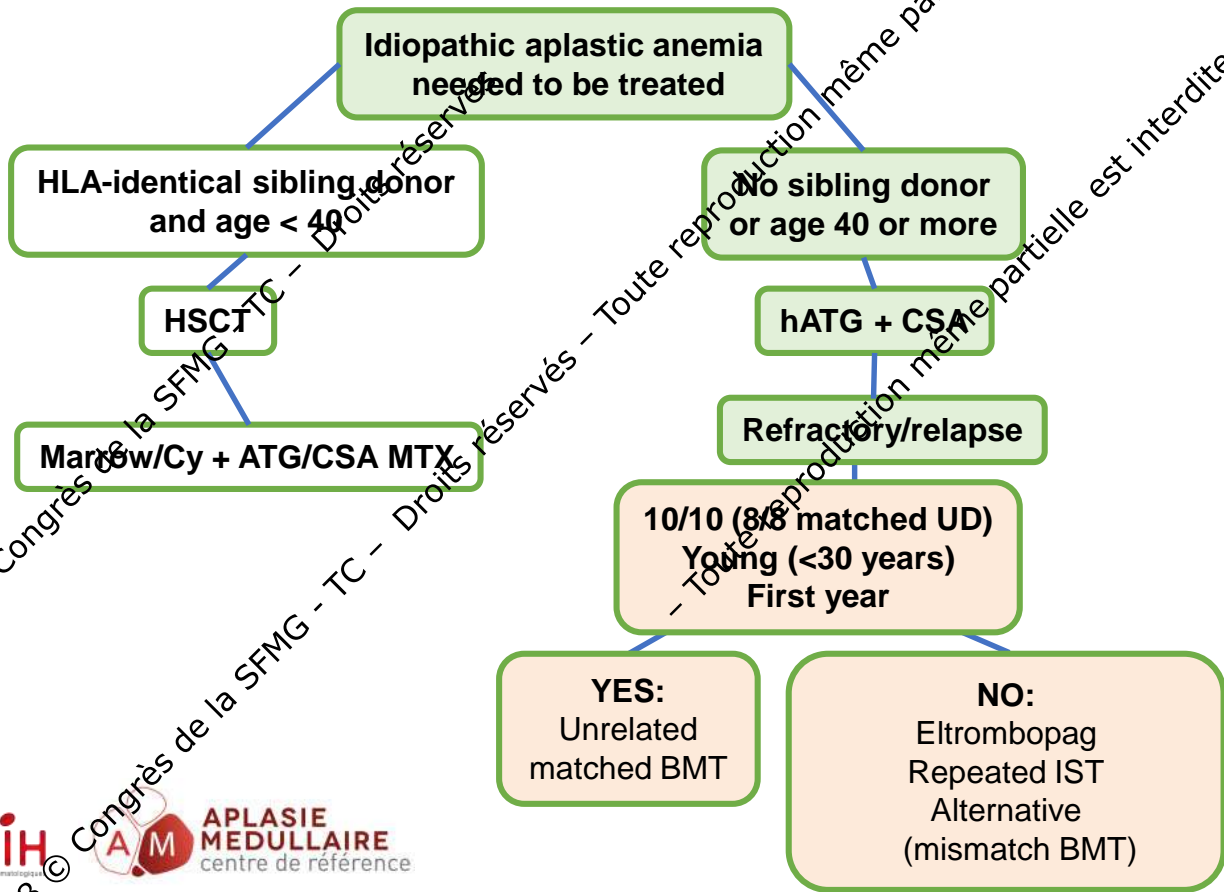 Idiopathic aplastic anemia
needed to be treated
HLA-identical sibling donor
and age < 40
No sibling donor
or age 40 or more
HSCT
hATG + CSA
Marrow/Cy + ATG/CSA MTX
Refractory/relapse
10/10 (8/8 matched UD)
Young (<30 years)
First year
YES:
Unrelated
matched BMT
NO:
Eltrombopag
Repeated IST
Alternative
(mismatch BMT)
Congrès de la SFMG - TC – Droits réservés
© Congrès de la SFMG - TC – Droits réservés – Toute reproduction même
– Toute reproduction même partielle est interdite
iH
AM
APLASIE
MEDULLAIRE
centre de référence